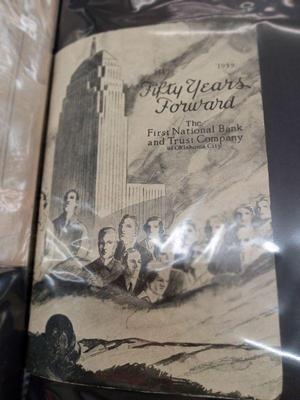 1959
Fifty Years
Forward
The
First National Bank
and Trust Company
of Oklahoma City